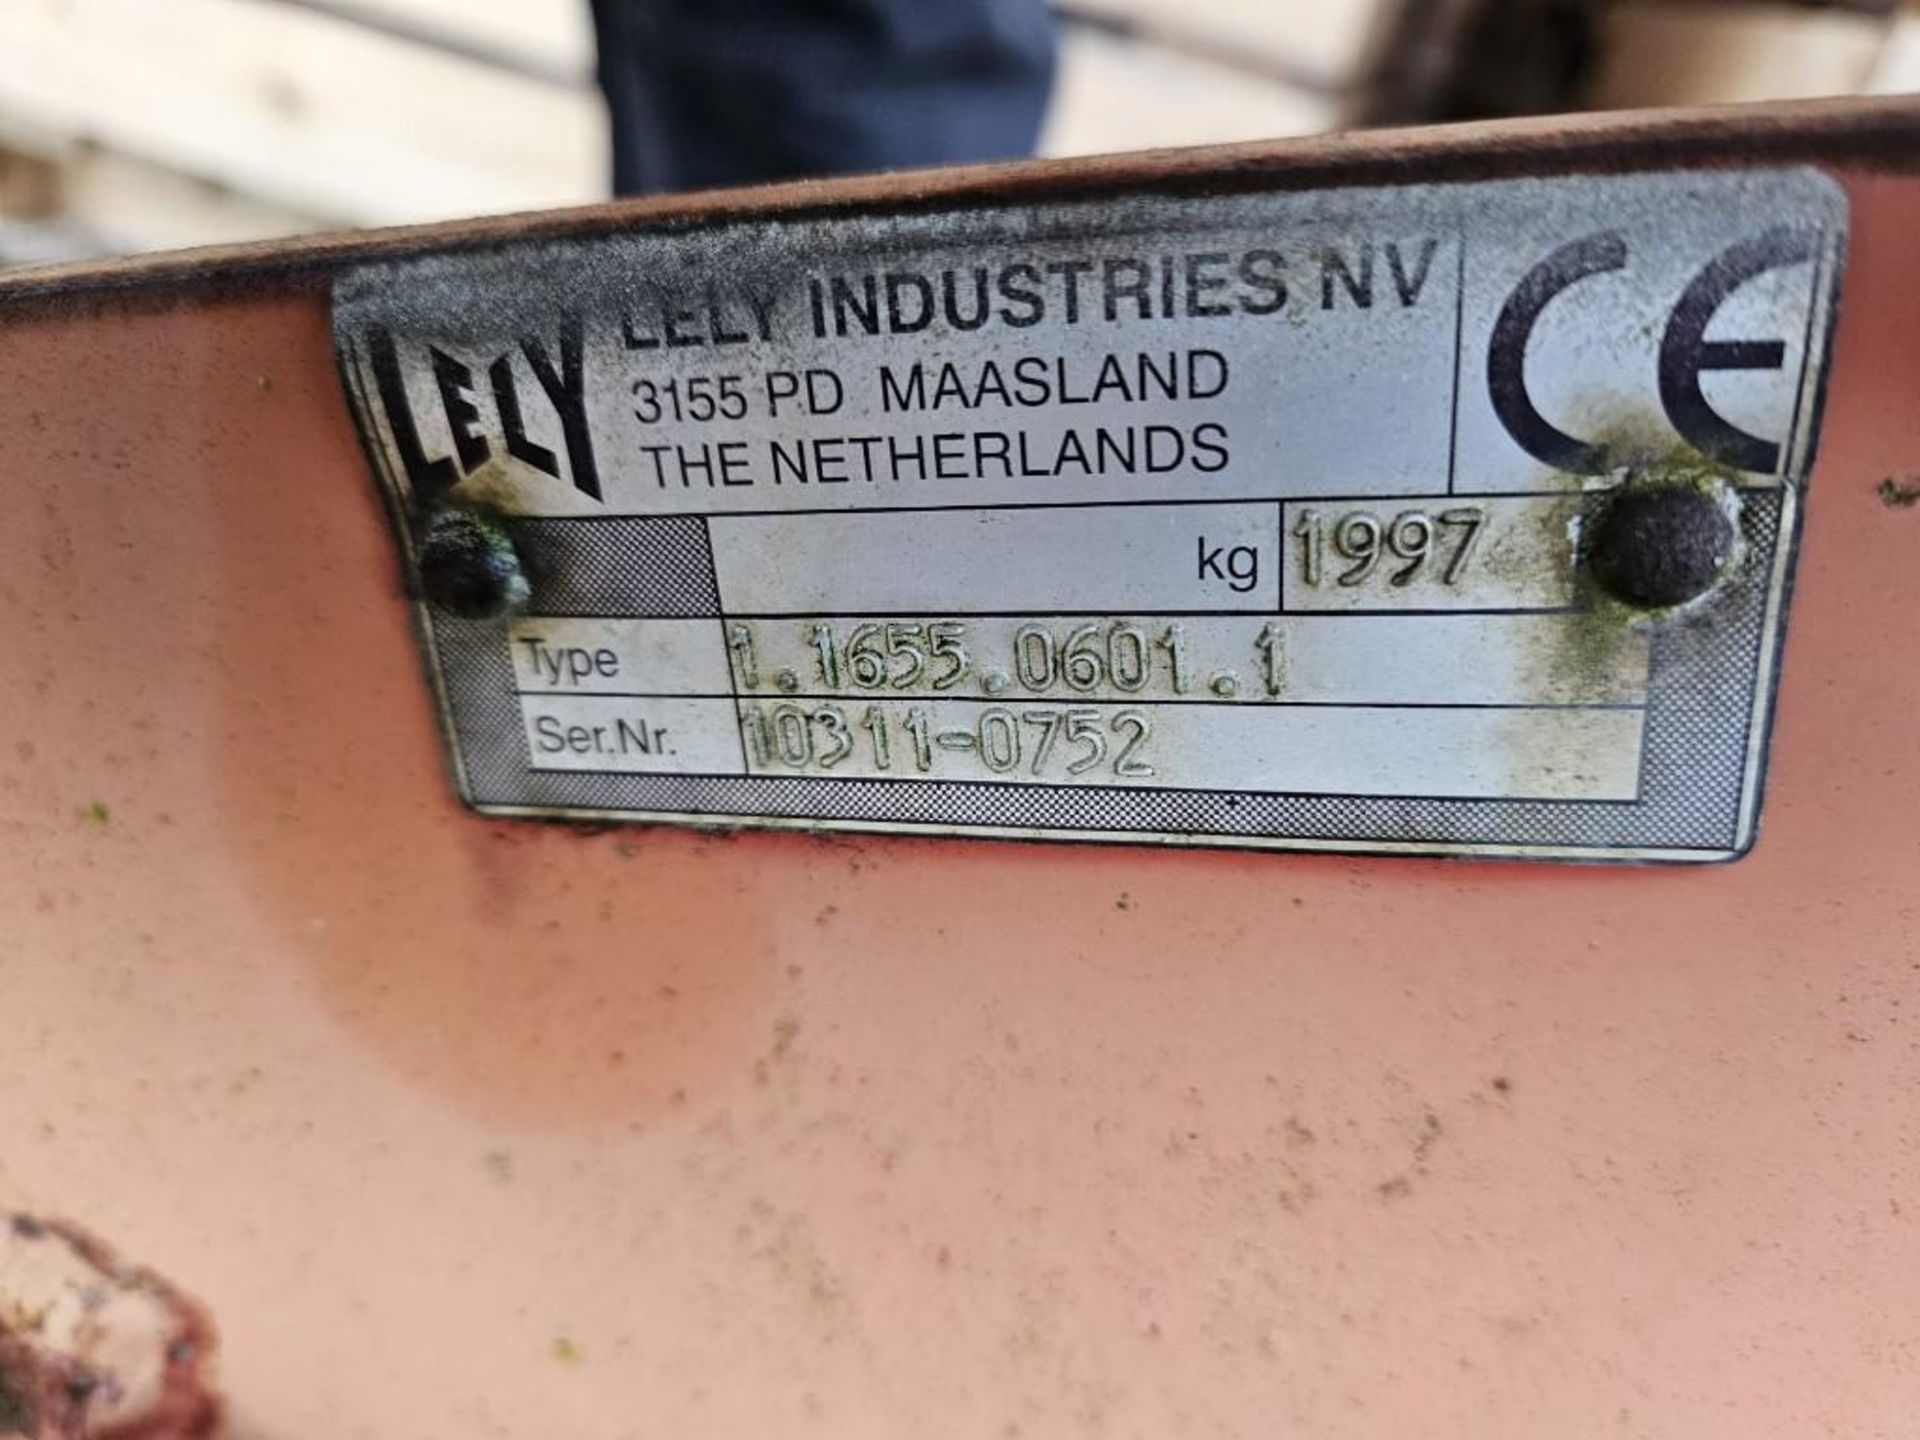 LELY
LELY INDUSTRIES NV
3155 PD MAASLAND
THE NETHERLANDS
CE
kg 1997
Type 1.1655.0601.1
Ser.Nr. 10311-0752